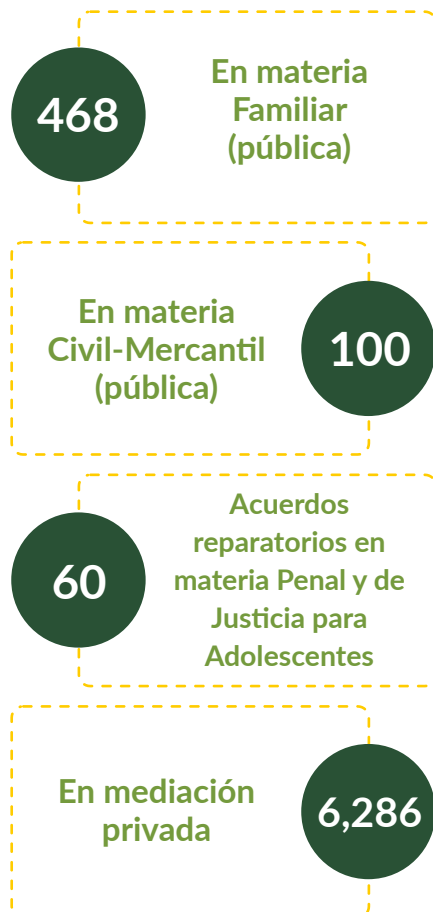 468
En materia
Familiar
(pública)
En materia
Civil-Mercantil
(pública)
100
60
Acuerdos
reparatorios en
materia Penal y de
Justicia para
Adolescentes
En mediación
privada
6,286